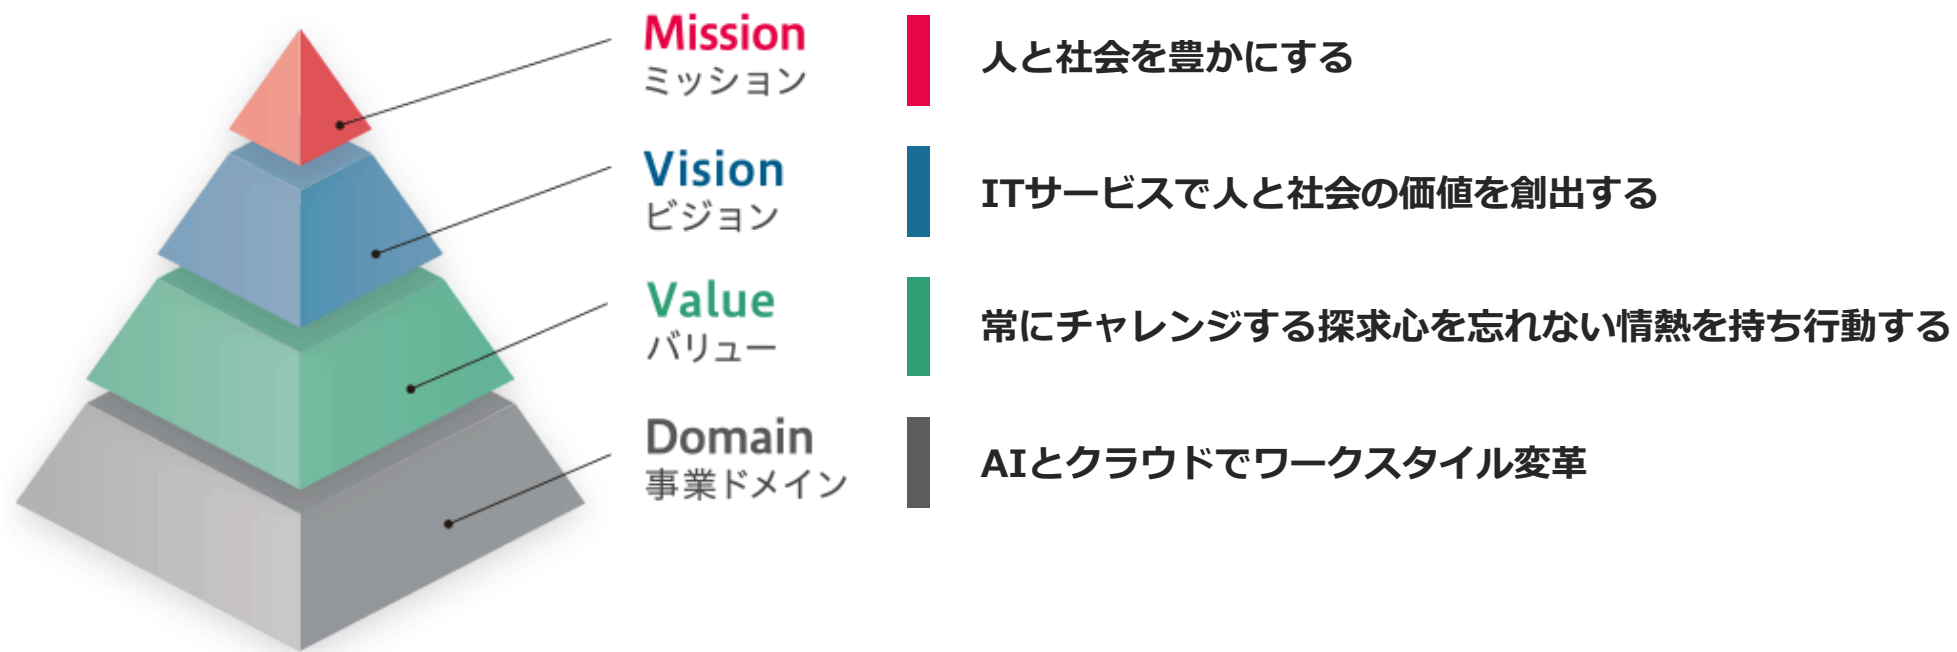 Mission
ミッション
人と社会を豊かにする
Vision
ビジョン
ITサービスで人と社会の価値を創出する
Value
バリュー
常にチャレンジする探求心を忘れない情熱を持ち行動する
Domain
事業ドメイン
AIとクラウドでワークスタイル変革